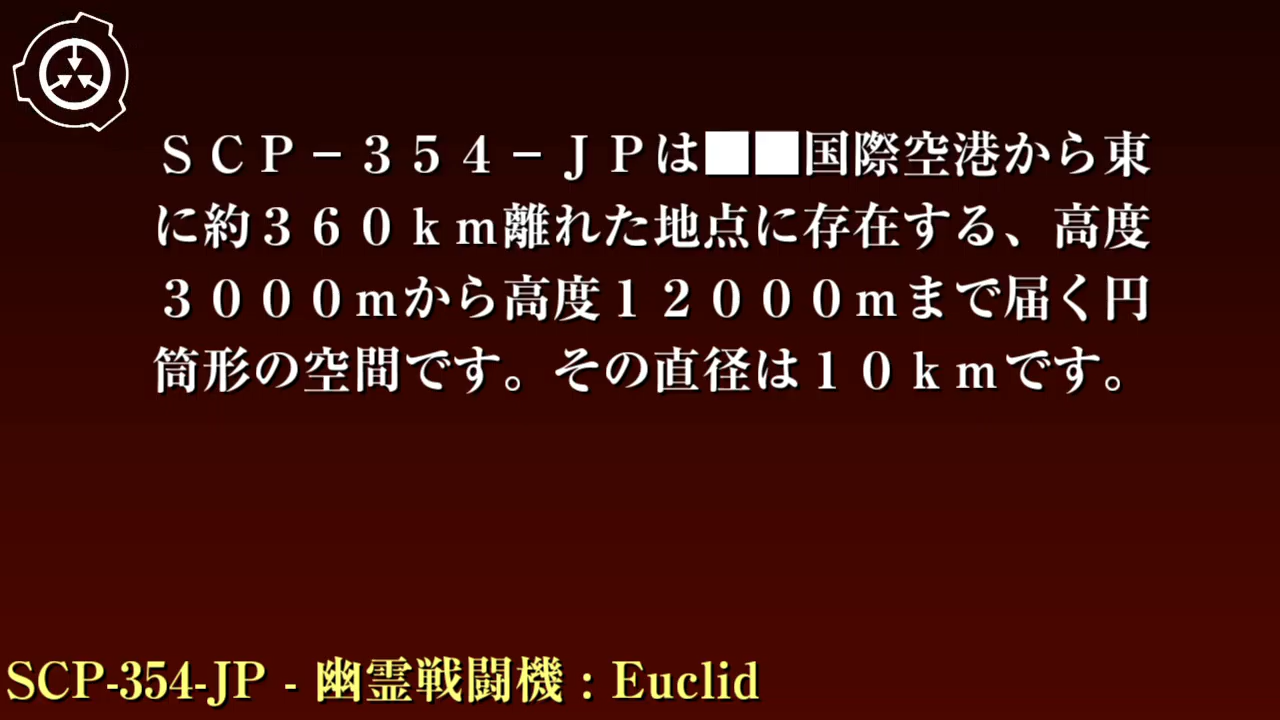 ＳＣＰ－３５４－ＪＰは██国際空港から東
に約３６０ｋｍ離れた地点に存在する、高度
３０００ｍから高度１２０００ｍまで届く円
筒形の空間です。その直径は１０ｋｍです。
SCP-354-JP - 幽霊戦闘機 : Euclid